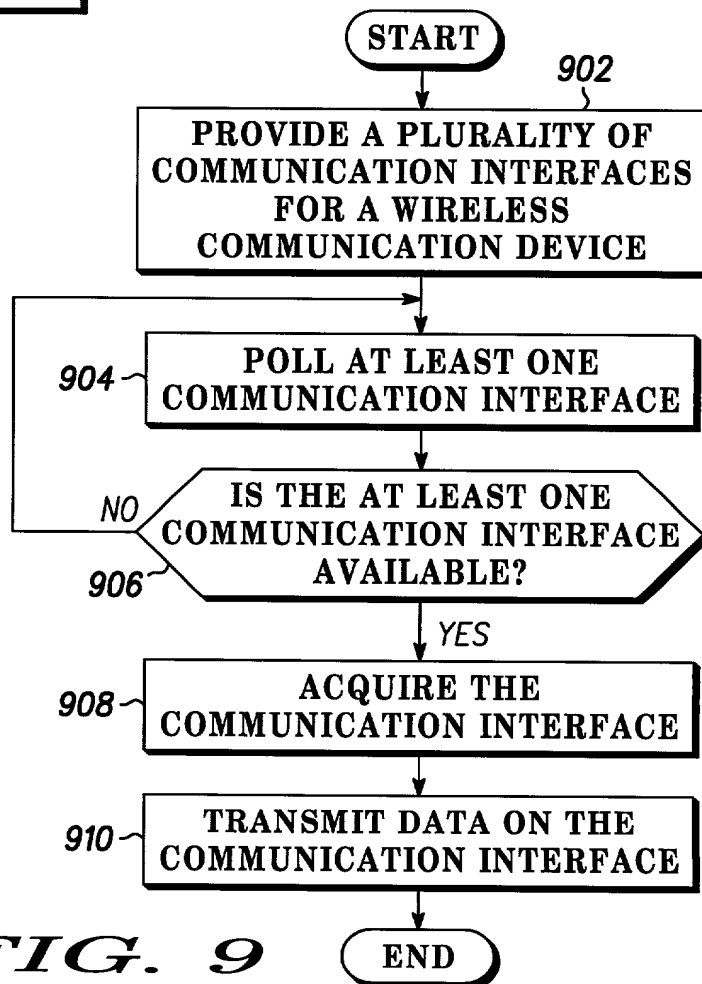 START
902
PROVIDE A PLURALITY OF
COMMUNICATION INTERFACES
FOR A WIRELESS
COMMUNICATION DEVICE
904
POLL AT LEAST ONE
COMMUNICATION INTERFACE
NO
IS THE AT LEAST ONE
COMMUNICATION INTERFACE
AVAILABLE?
906
YES
908
ACQUIRE THE
COMMUNICATION INTERFACE
910
TRANSMIT DATA ON THE
COMMUNICATION INTERFACE
FIG. 9
END